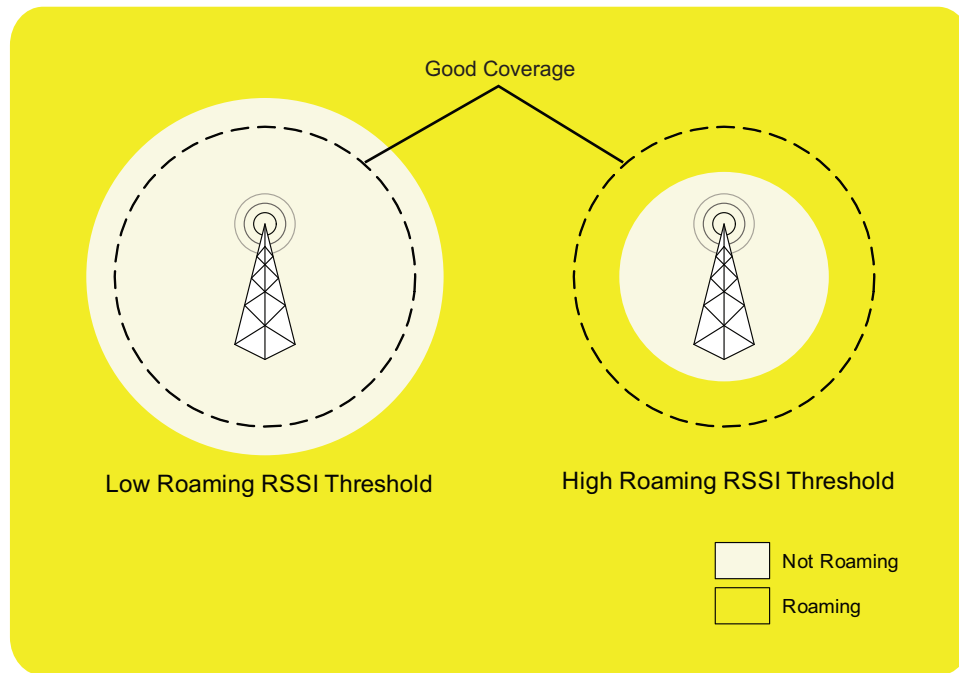 Good Coverage
Low Roaming RSSI Threshold
High Roaming RSSI Threshold
Not Roaming
Roaming